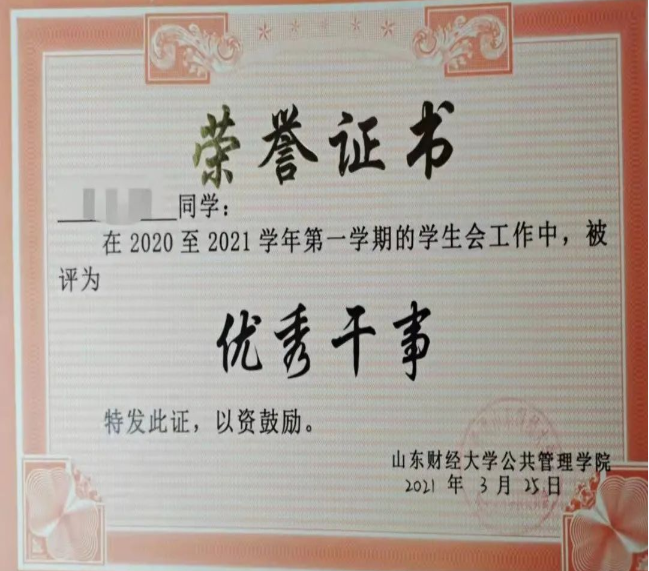 荣誉证书
同学：
在 2020 至 2021 学年第一学期的学生会工作中，被
评为
优秀干事
特发此证，以资鼓励。
山东财经大学公共管理学院
2021 年 3 月 25 日